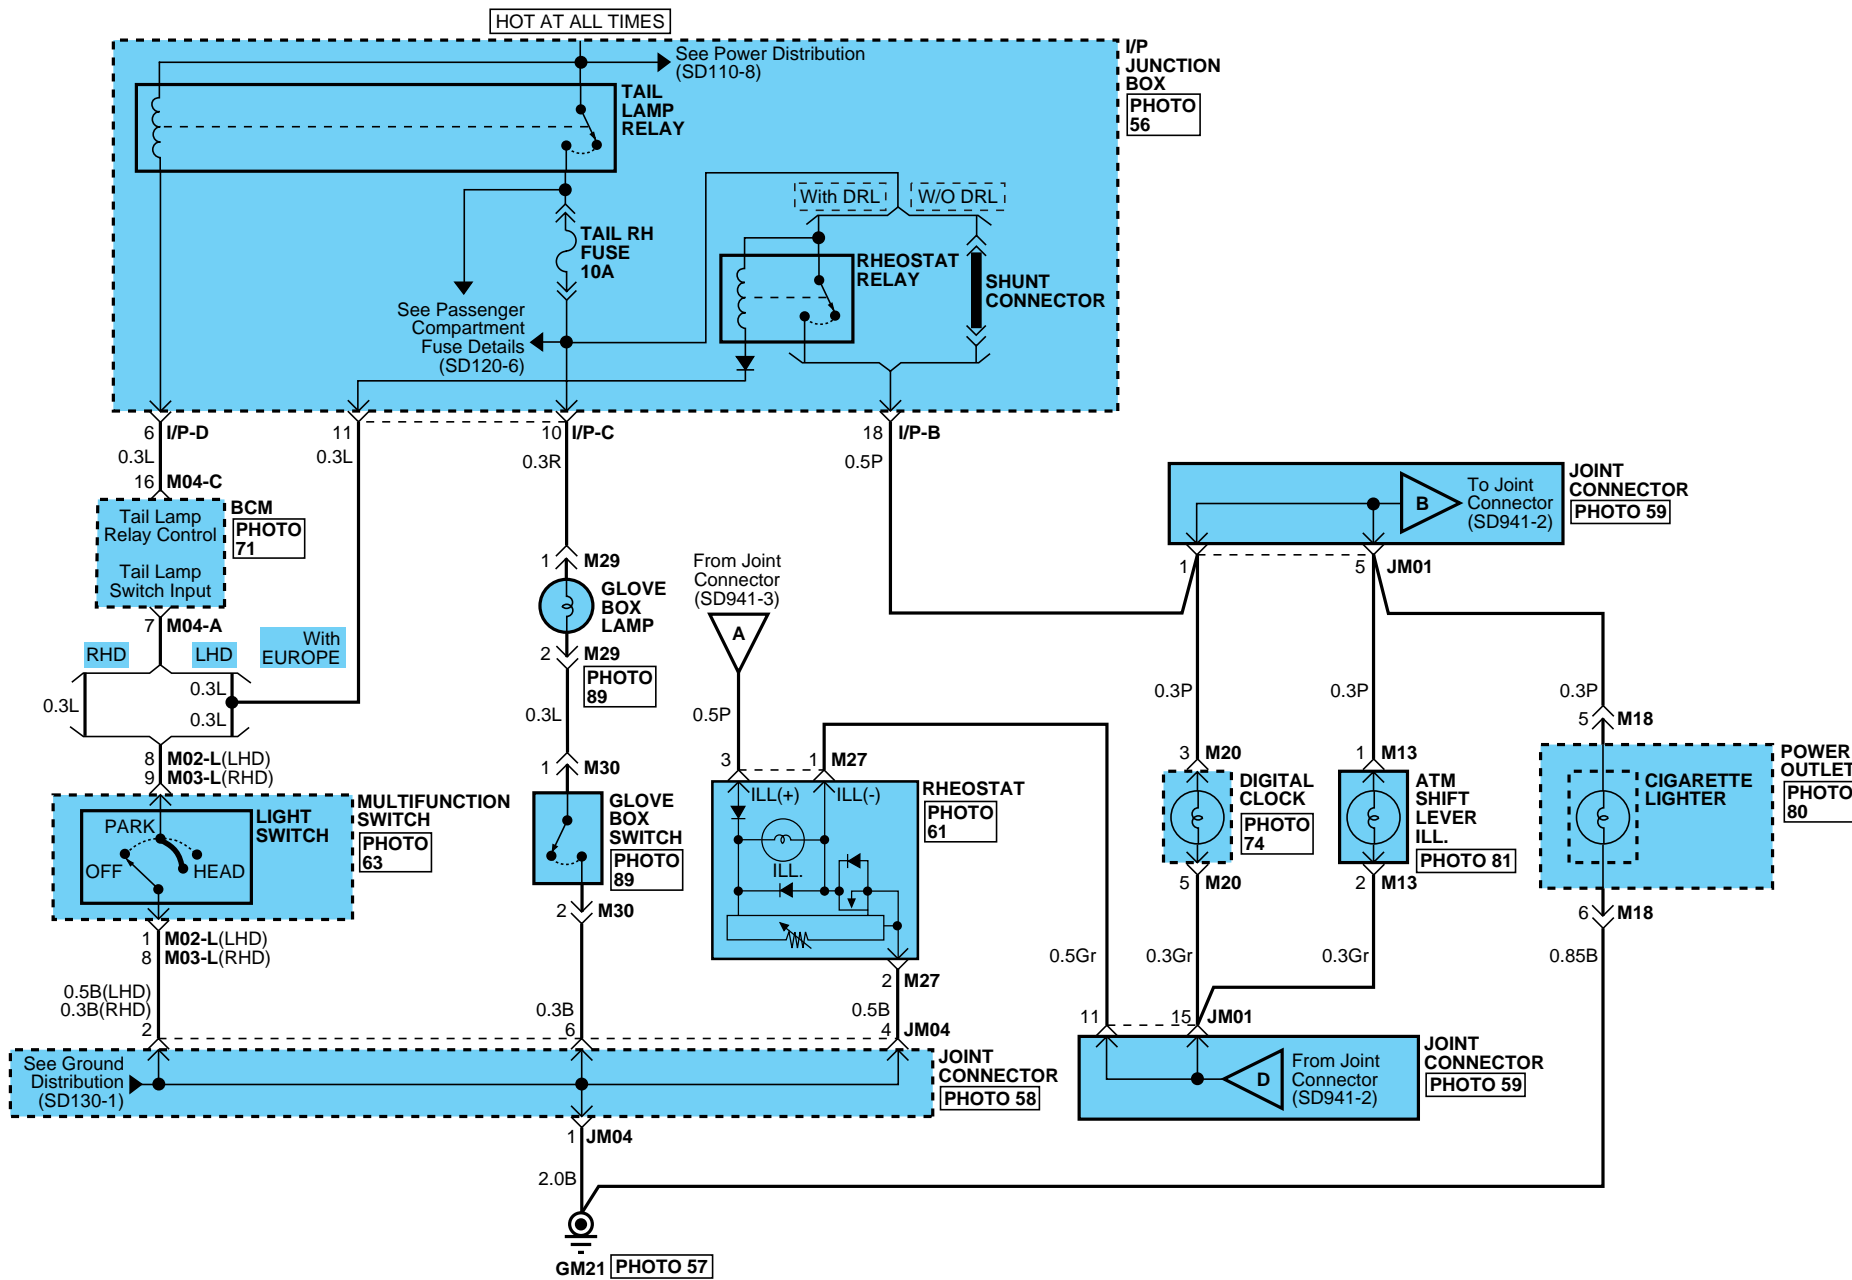 HOT AT ALL TIMES
See Power Distribution
(SD110-8)
I/P
JUNCTION
BOX
PHOTO
56
TAIL
LAMP
RELAY
With DRL
W/O DRL
TAIL RH
FUSE
10A
RHEOSTAT
RELAY
SHUNT
CONNECTOR
See Passenger
Compartment
Fuse Details
(SD120-6)
6 I/P-D
11
10 I/P-C
18 I/P-B
0.3L
0.3L
0.3R
0.5P
16 M04-C
BCM
PHOTO
71
Tail Lamp
Relay Control
Tail Lamp
Switch Input
7 M04-A
RHD
LHD
With
EUROPE
0.3L
0.3L
0.3L
8 M02-L(LHD)
9 M03-L(RHD)
MULTIFUNCTION
SWITCH
PHOTO
63
LIGHT
SWITCH
PARK
OFF
HEAD
1 M02-L(LHD)
8 M03-L(RHD)
0.5B(LHD)
0.3B(RHD)
2
1 M29
GLOVE
BOX
LAMP
2 M29
PHOTO
89
0.3L
1 M30
GLOVE
BOX
SWITCH
PHOTO
89
2 M30
0.3B
6
From Joint
Connector
(SD941-3)
A
0.5P
3
1 M27
RHEOSTAT
PHOTO
61
ILL(+)
ILL(-)
ILL.
2 M27
0.5B
4 JM04
See Ground
Distribution
(SD130-1)
JOINT
CONNECTOR
PHOTO 58
1 JM04
2.0B
GM21 PHOTO 57
B
To Joint
Connector
(SD941-2)
JOINT
CONNECTOR
PHOTO 59
1
5 JM01
0.3P
0.3P
0.3P
3 M20
1 M13
5 M18
DIGITAL
CLOCK
PHOTO
74
ATM
SHIFT
LEVER
ILL.
PHOTO 81
CIGARETTE
LIGHTER
POWER
OUTLET
PHOTO
80
5 M20
2 M13
6 M18
0.5Gr
0.3Gr
0.3Gr
0.85B
11
15 JM01
D
From Joint
Connector
(SD941-2)
JOINT
CONNECTOR
PHOTO 59